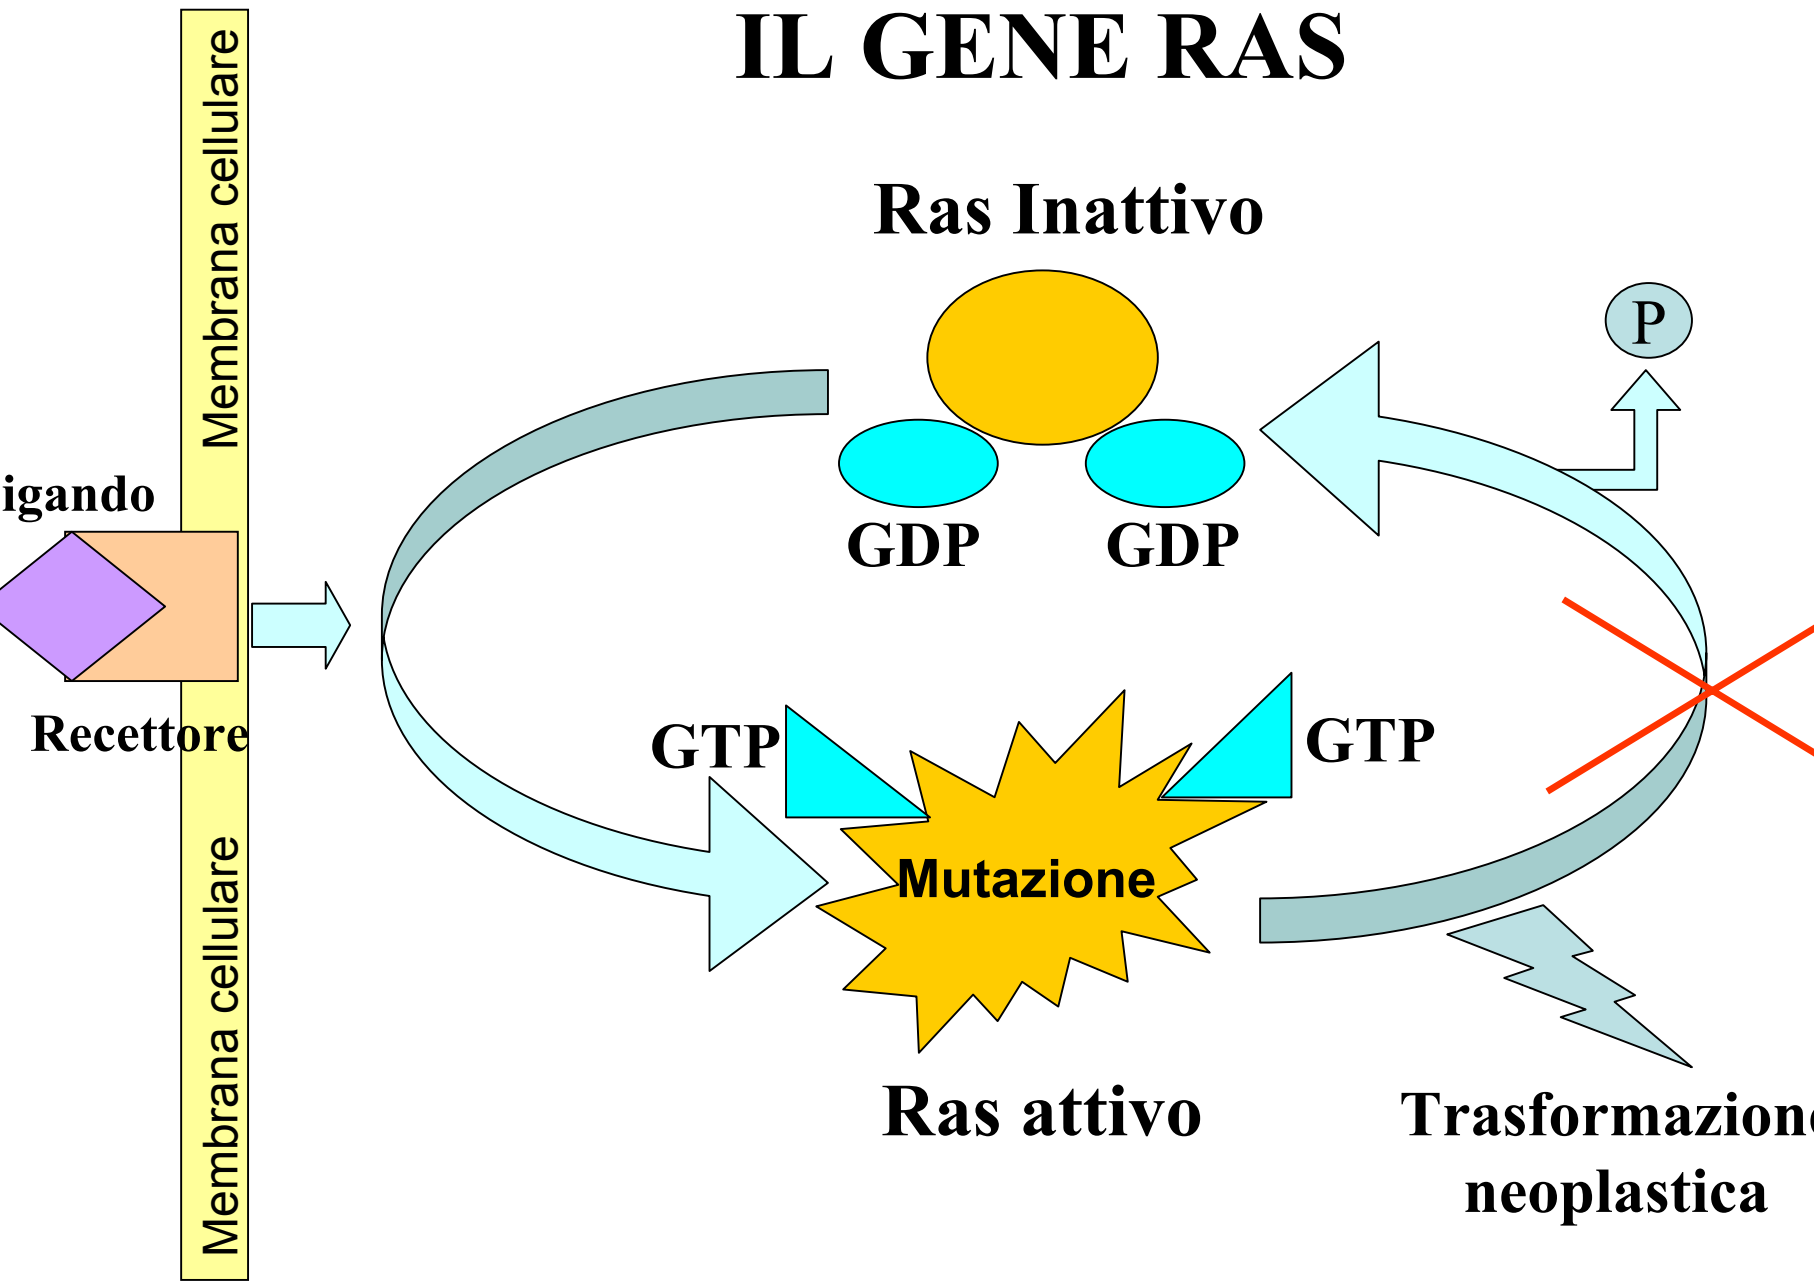 IL GENE RAS
Membrana cellulare
Ras Inattivo
P
igando
GDP GDP
Recettore
GTP GTP
Mutazione
Membrana cellulare
Ras attivo
Trasformazione
neoplastica